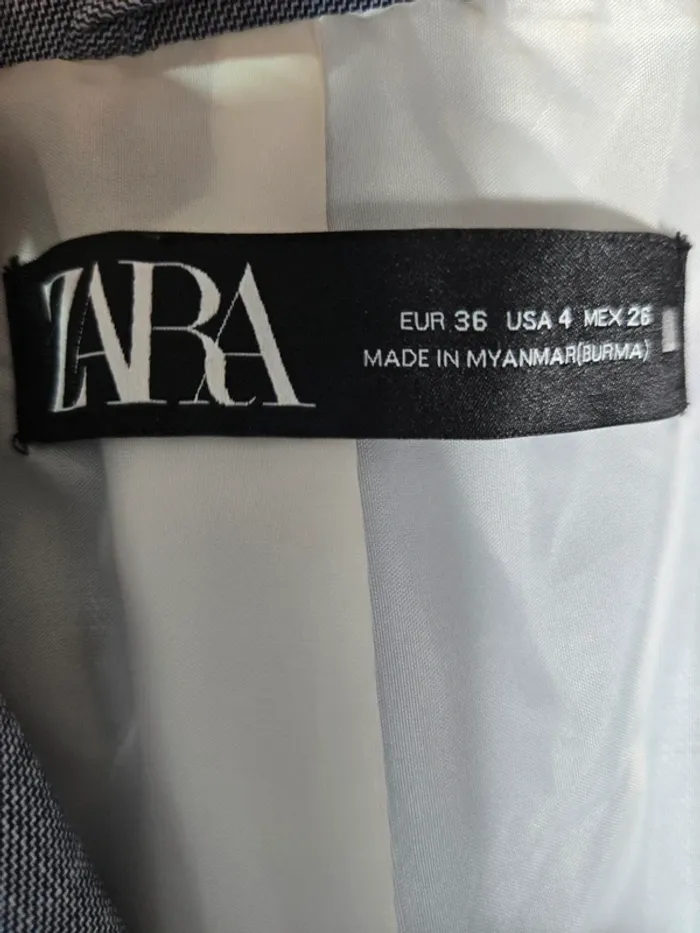 ZARA
EUR 36 USA 4 MEX 26
MADE IN MYANMAR(BURMA)